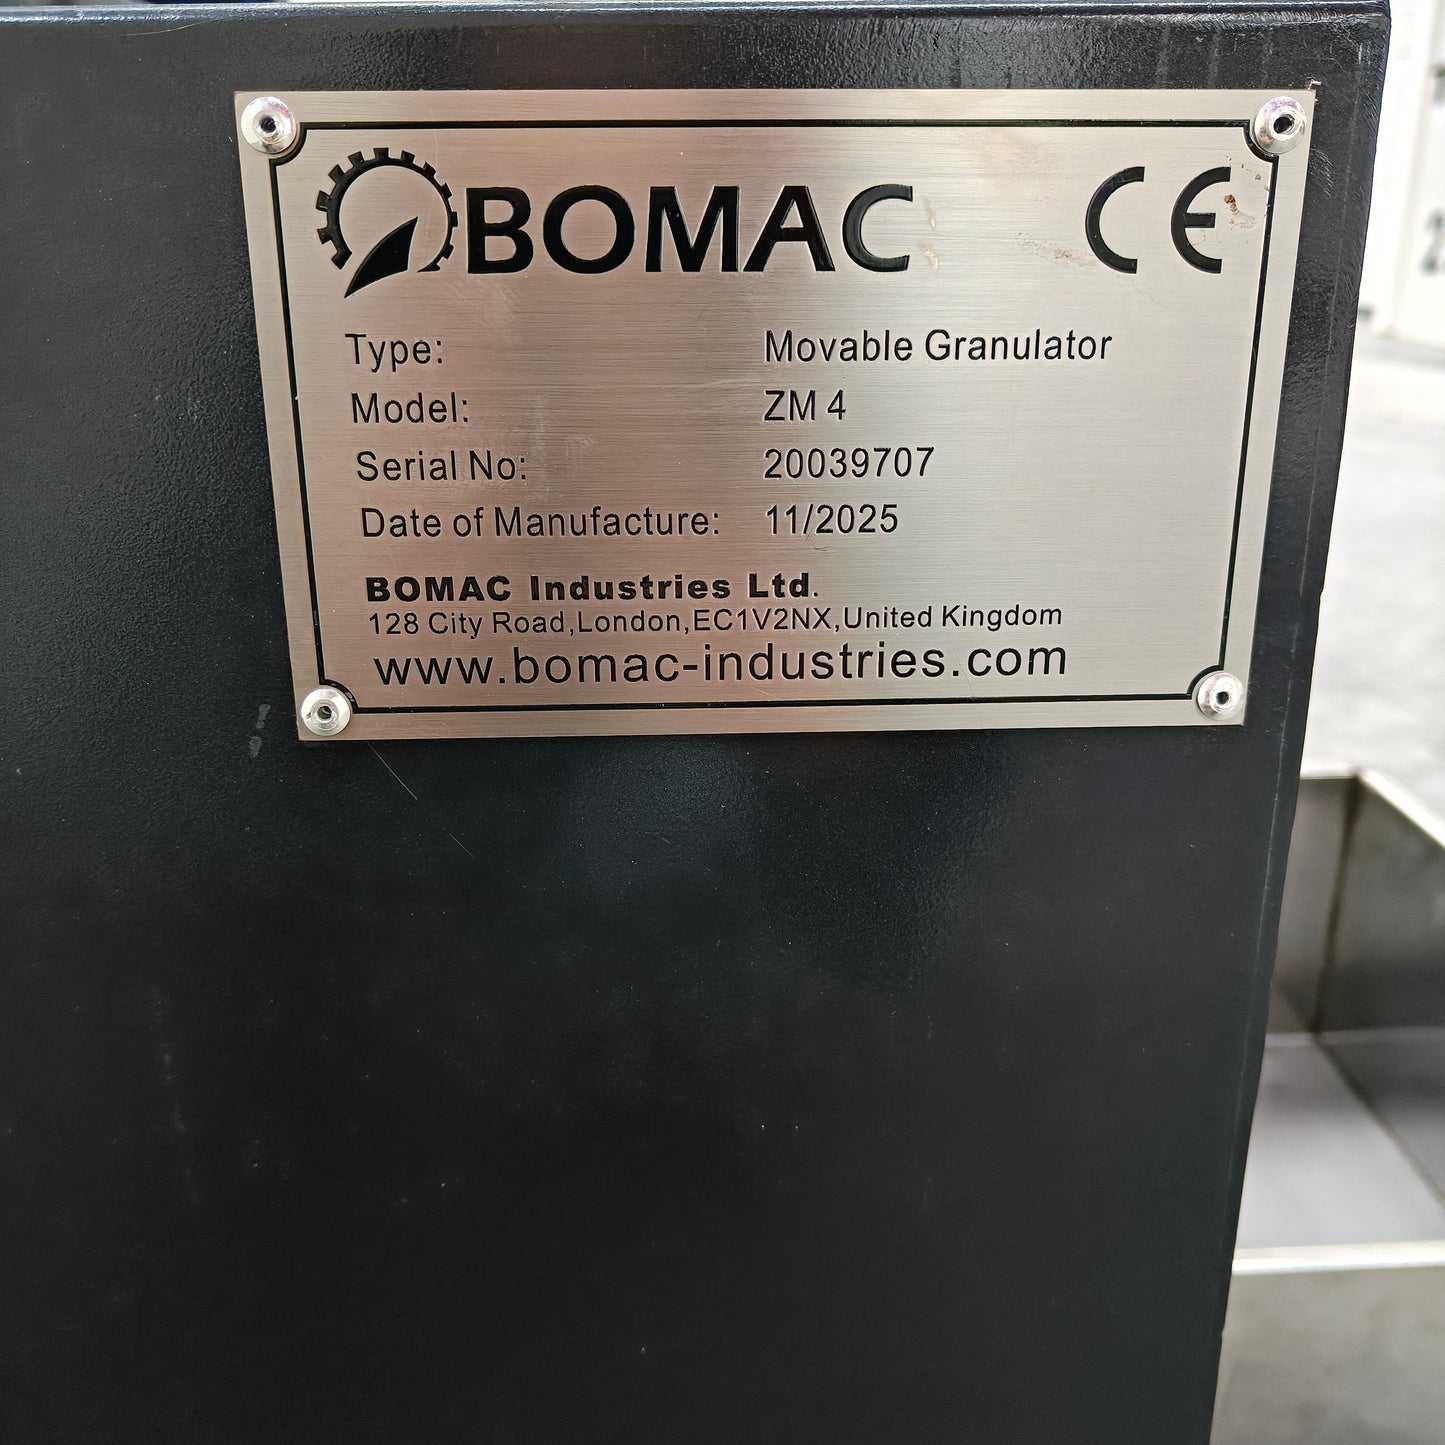 BOMAC CE
Type: Movable Granulator
Model: ZM 4
Serial No: 20039707
Date of Manufacture: 11/2025
BOMAC Industries Ltd.
128 City Road,London,EC1V2NX,United Kingdom
www.bomac-industries.com